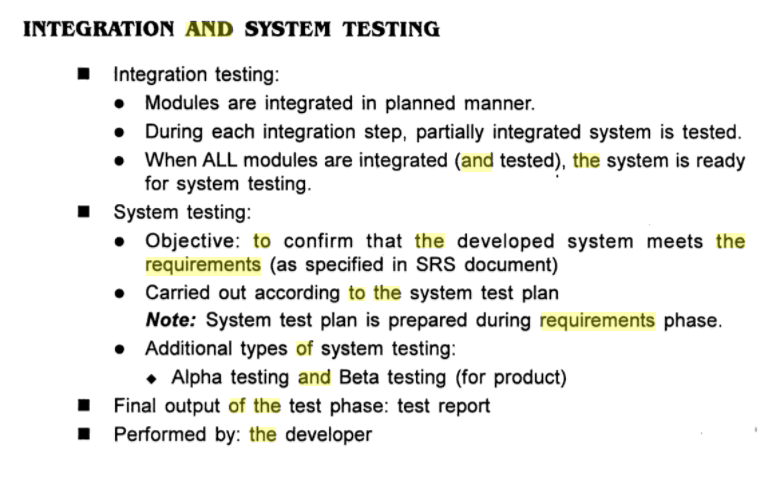 INTEGRATION AND SYSTEM TESTING
■ Integration testing:
● Modules are integrated in planned manner.
● During each integration step, partially integrated system is tested.
● When ALL modules are integrated (and tested), the system is ready
for system testing.
■ System testing:
● Objective: to confirm that the developed system meets the
requirements (as specified in SRS document)
● Carried out according to the system test plan
Note: System test plan is prepared during requirements phase.
● Additional types of system testing:
◆ Alpha testing and Beta testing (for product)
■ Final output of the test phase: test report
■ Performed by: the developer